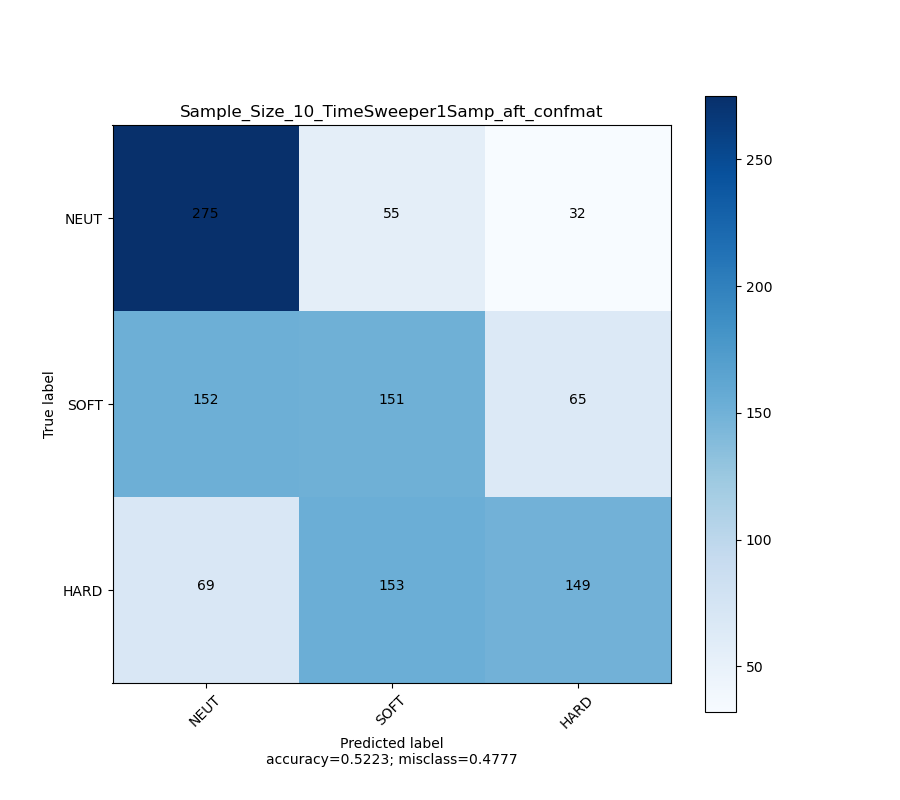 Sample_Size_10_TimeSweeper1Samp_aft_confmat
250
NEUT 275 55 32
200
SOFT 152 151 65
150
100
HARD 69 153 149
50
NEUT SOFT HARD
True label
Predicted label
accuracy=0.5223; misclass=0.4777